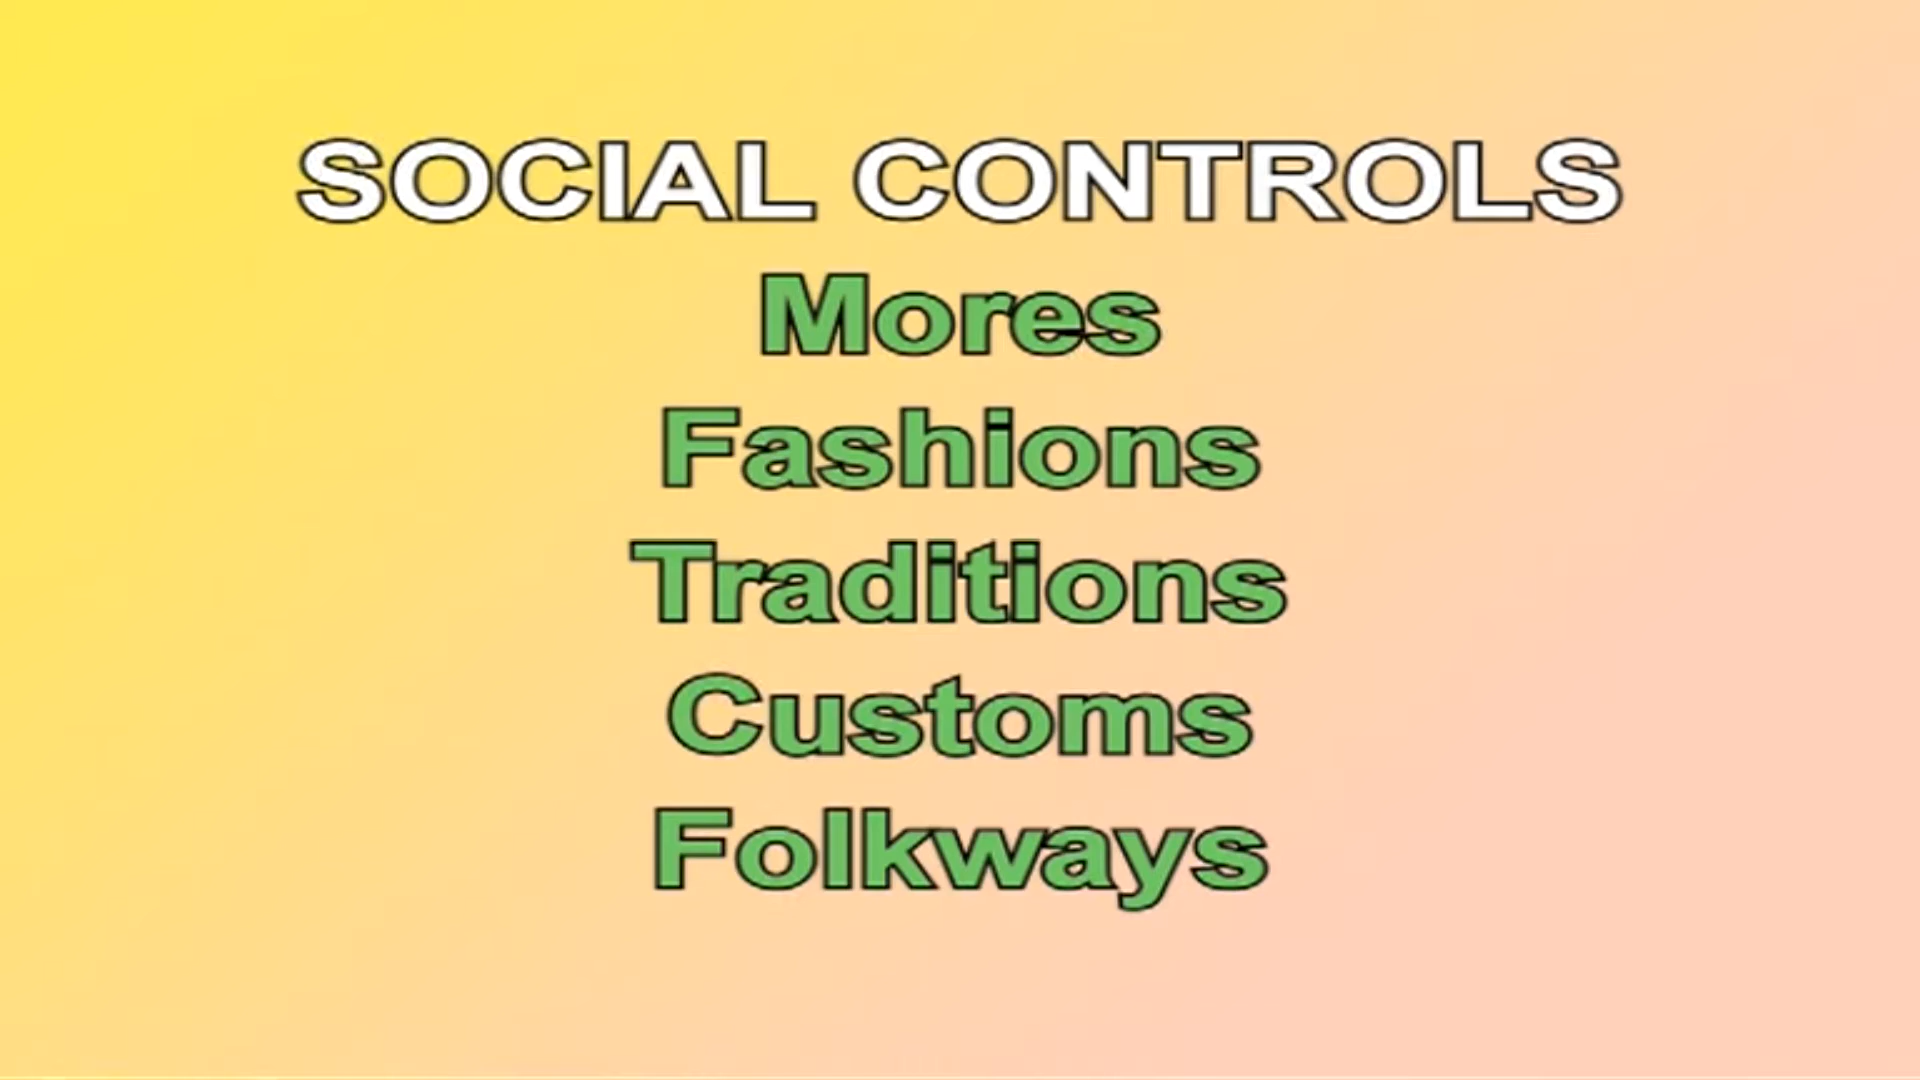 SOCIAL CONTROLS
Mores
Fashions
Traditions
Customs
Folkways